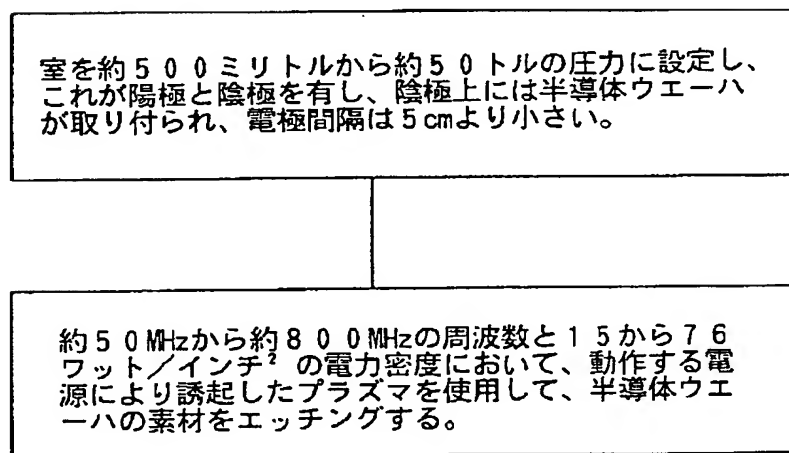 室を約500ミリトルから約50トルの圧力に設定し、
これが陽極と陰極を有し、陰極上には半導体ウエーハ
が取り付られ、電極間隔は5cmより小さい。
約50MHzから約800MHzの周波数と15から76
ワット/インチ² の電力密度において、動作する電
源により誘起したプラズマを使用して、半導体ウエ
ーハの素材をエッチングする。